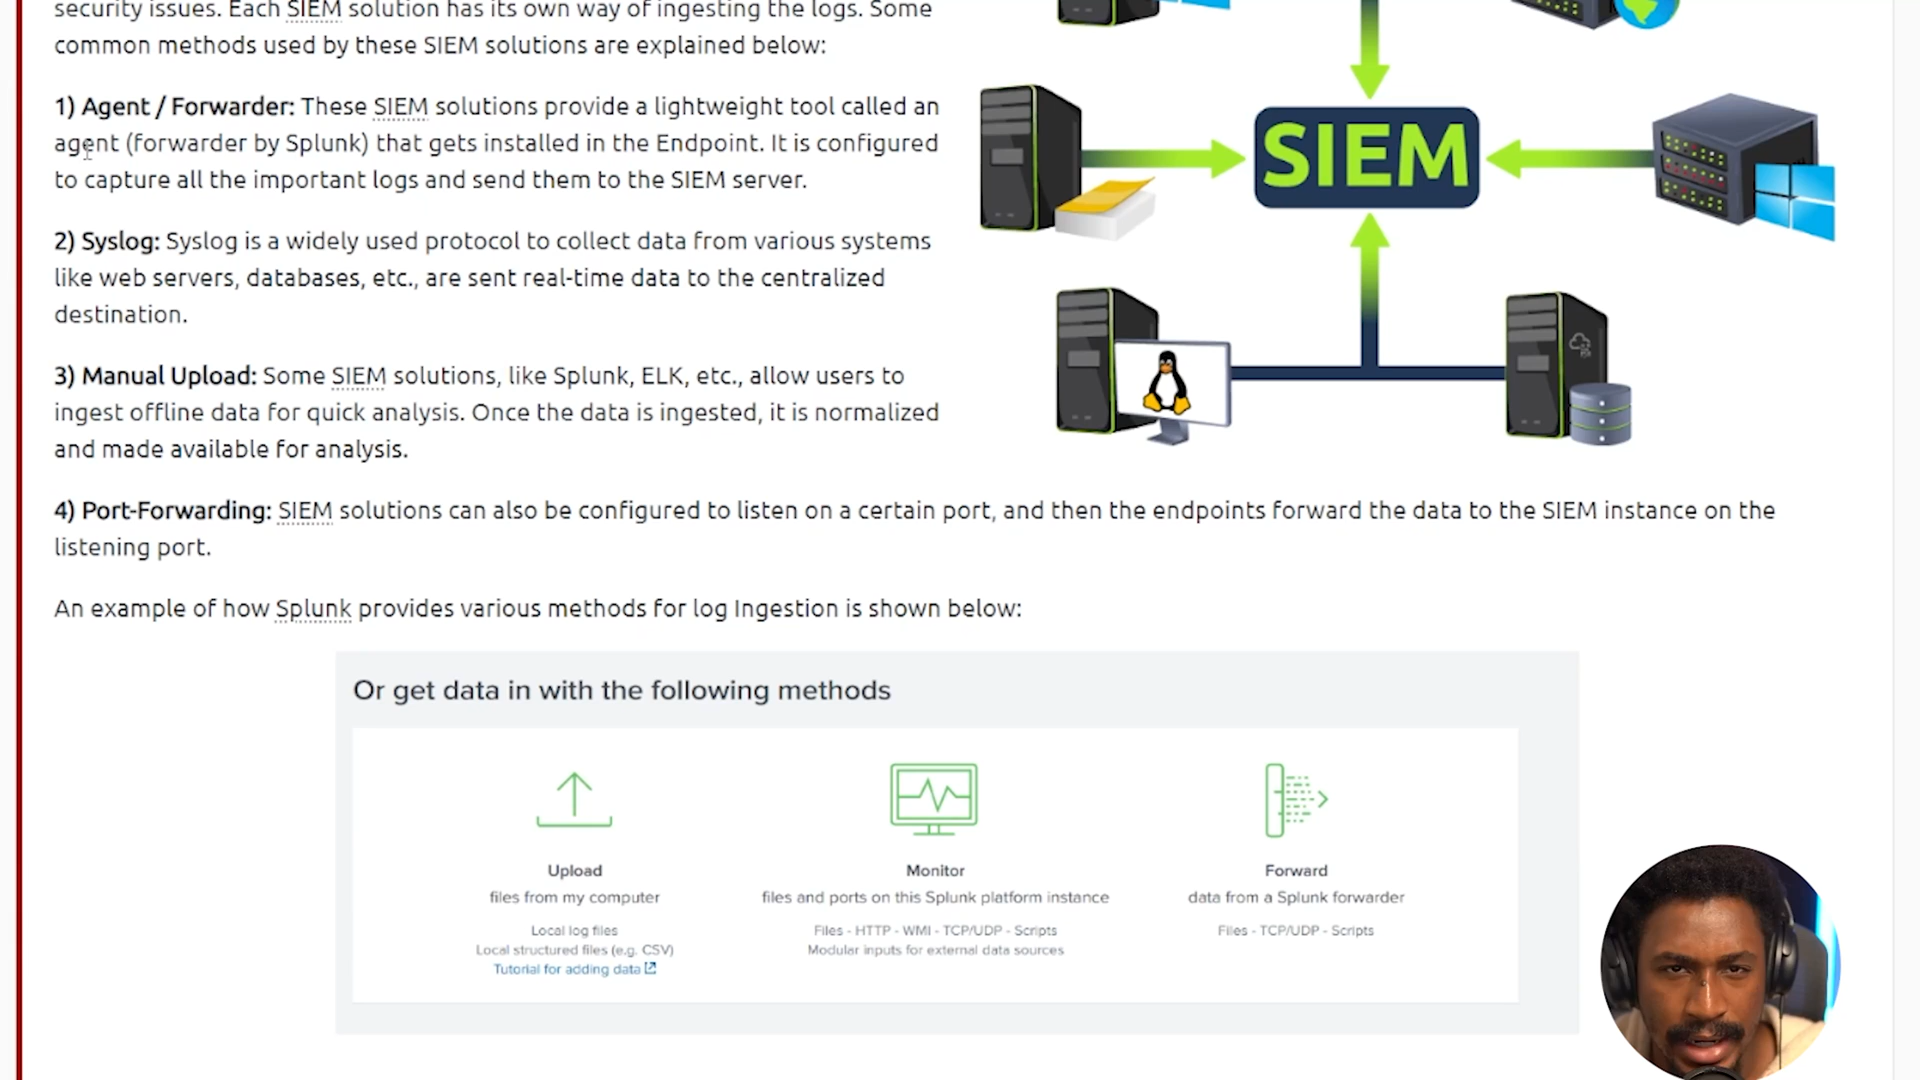 security issues. Each SIEM solution has its own way of ingesting the logs. Some
common methods used by these SIEM solutions are explained below:
1) Agent / Forwarder: These SIEM solutions provide a lightweight tool called an
agent (forwarder by Splunk) that gets installed in the Endpoint. It is configured
to capture all the important logs and send them to the SIEM server.
2) Syslog: Syslog is a widely used protocol to collect data from various systems
like web servers, databases, etc., are sent real-time data to the centralized
destination.
3) Manual Upload: Some SIEM solutions, like Splunk, ELK, etc., allow users to
ingest offline data for quick analysis. Once the data is ingested, it is normalized
and made available for analysis.
SIEM
4) Port-Forwarding: SIEM solutions can also be configured to listen on a certain port, and then the endpoints forward the data to the SIEM instance on the
listening port.
An example of how Splunk provides various methods for log Ingestion is shown below:
Or get data in with the following methods
Upload
files from my computer
Local log files
Local structured files (e.g. CSV)
Tutorial for adding data
Monitor
files and ports on this Splunk platform instance
Files - HTTP - WMI - TCP/UDP - Scripts
Modular inputs for external data sources
Forward
data from a Splunk forwarder
Files - TCP/UDP - Scripts